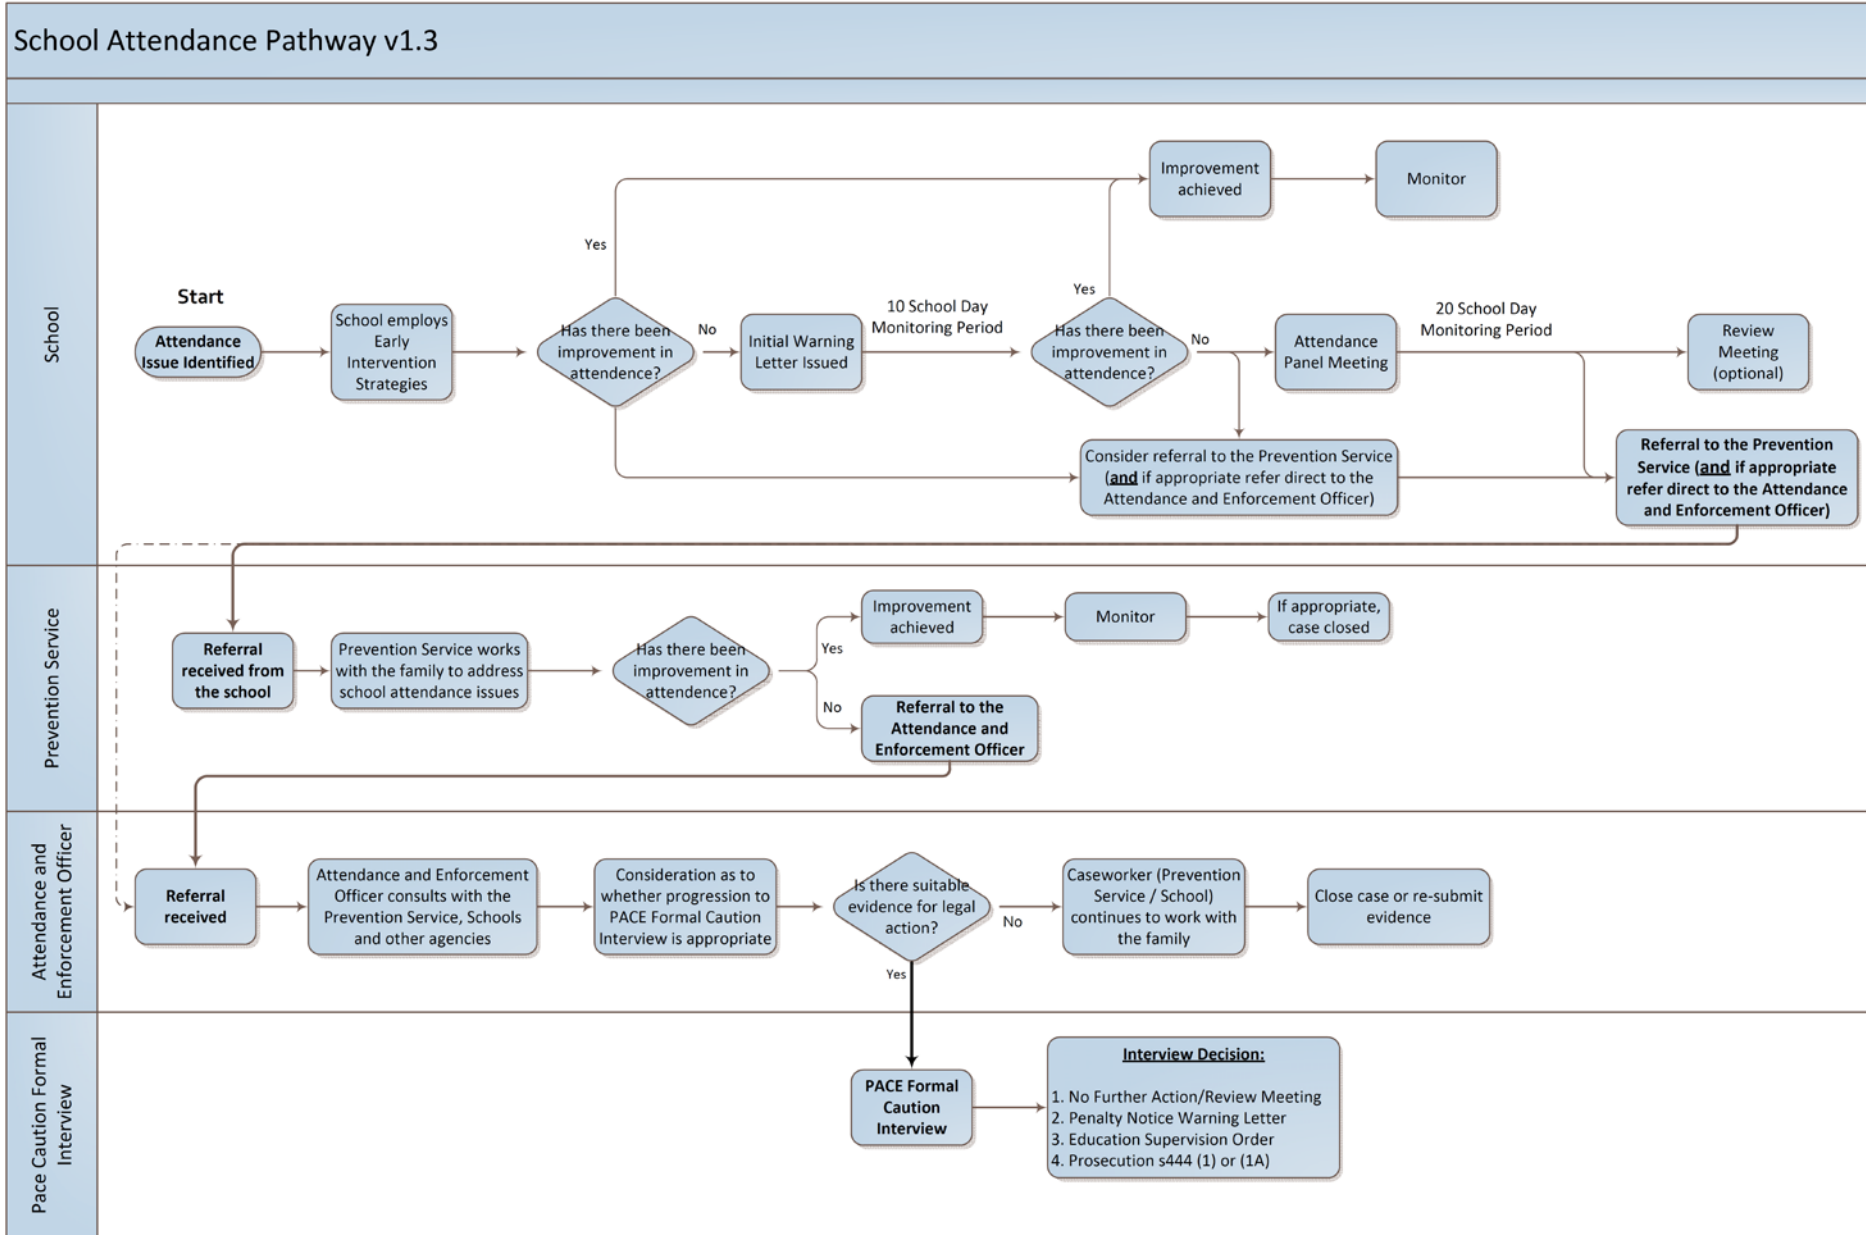 School Attendance Pathway v1.3
School
Start
Attendance
Issue Identified
School employs
Early
Intervention
Strategies
Has there been
improvement in
attendence?
Yes
No
Initial Warning
Letter Issued
10 School Day
Monitoring Period
Has there been
improvement in
attendence?
Yes
No
Improvement
achieved
Monitor
Attendance
Panel Meeting
20 School Day
Monitoring Period
Review
Meeting
(optional)
Consider referral to the Prevention Service
(and if appropriate refer direct to the
Attendance and Enforcement Officer)
Referral to the Prevention
Service (and if appropriate
refer direct to the Attendance
and Enforcement Officer)
Prevention Service
Referral
received from
the school
Prevention Service works
with the family to address
school attendance issues
Has there been
improvement in
attendence?
Yes
No
Improvement
achieved
Monitor
If appropriate,
case closed
Referral to the
Attendance and
Enforcement Officer
Attendance and
Enforcement Officer
Referral
received
Attendance and Enforcement
Officer consults with the
Prevention Service, Schools
and other agencies
Consideration as to
whether progression to
PACE Formal Caution
Interview is appropriate
Is there suitable
evidence for legal
action?
No
Yes
Caseworker (Prevention
Service / School)
continues to work with
the family
Close case or re-submit
evidence
Pace Caution Formal
Interview
PACE Formal
Caution
Interview
Interview Decision:
1. No Further Action/Review Meeting
2. Penalty Notice Warning Letter
3. Education Supervision Order
4. Prosecution s444 (1) or (1A)